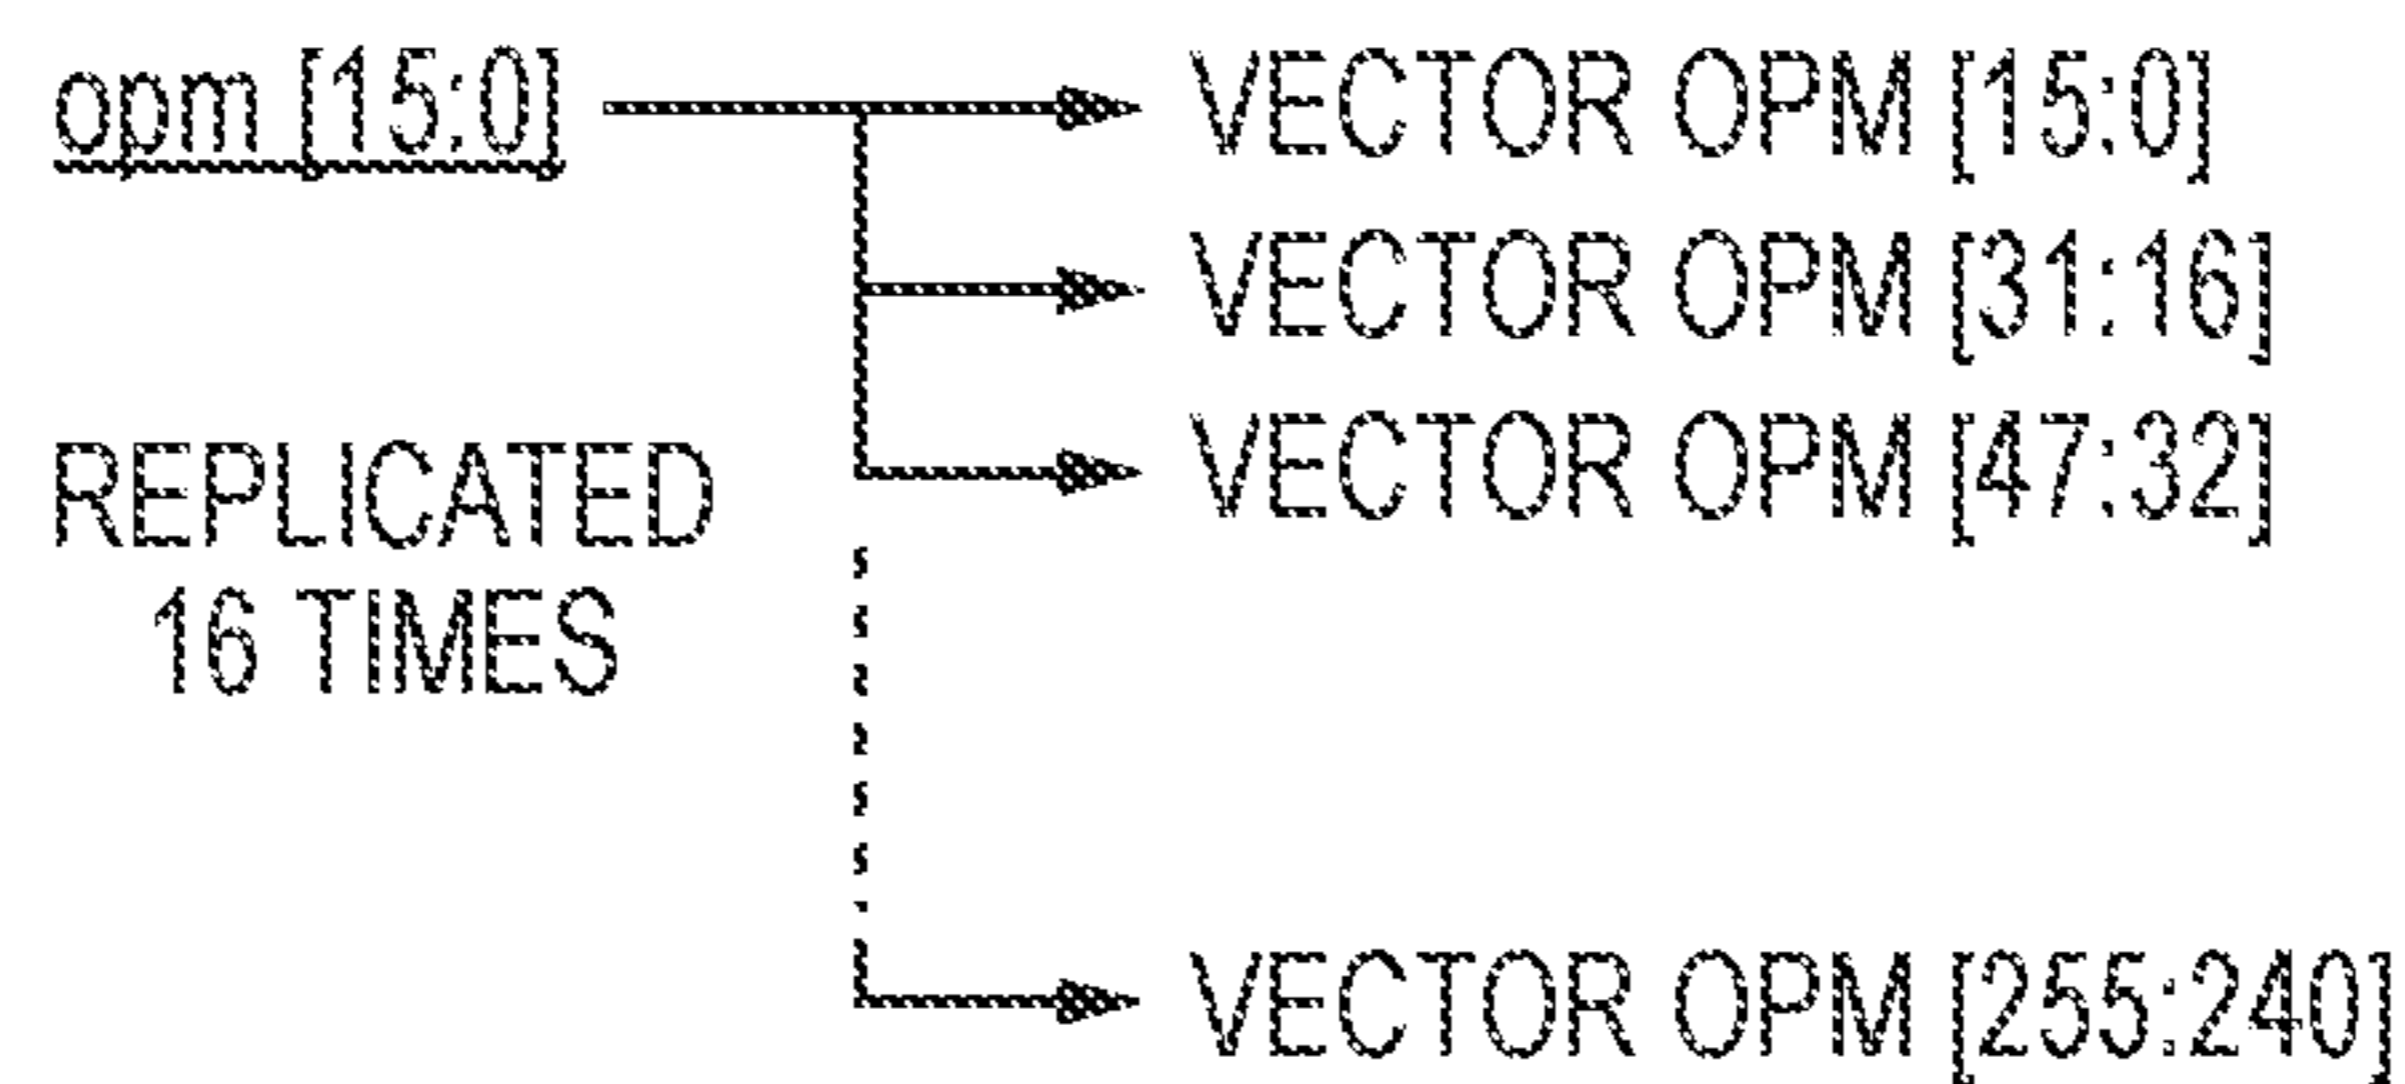 opm [15:0]
VECTOR OPM [15:0]
VECTOR OPM [31:16]
VECTOR OPM [47:32]
REPLICATED
16 TIMES
VECTOR OPM [255:240]